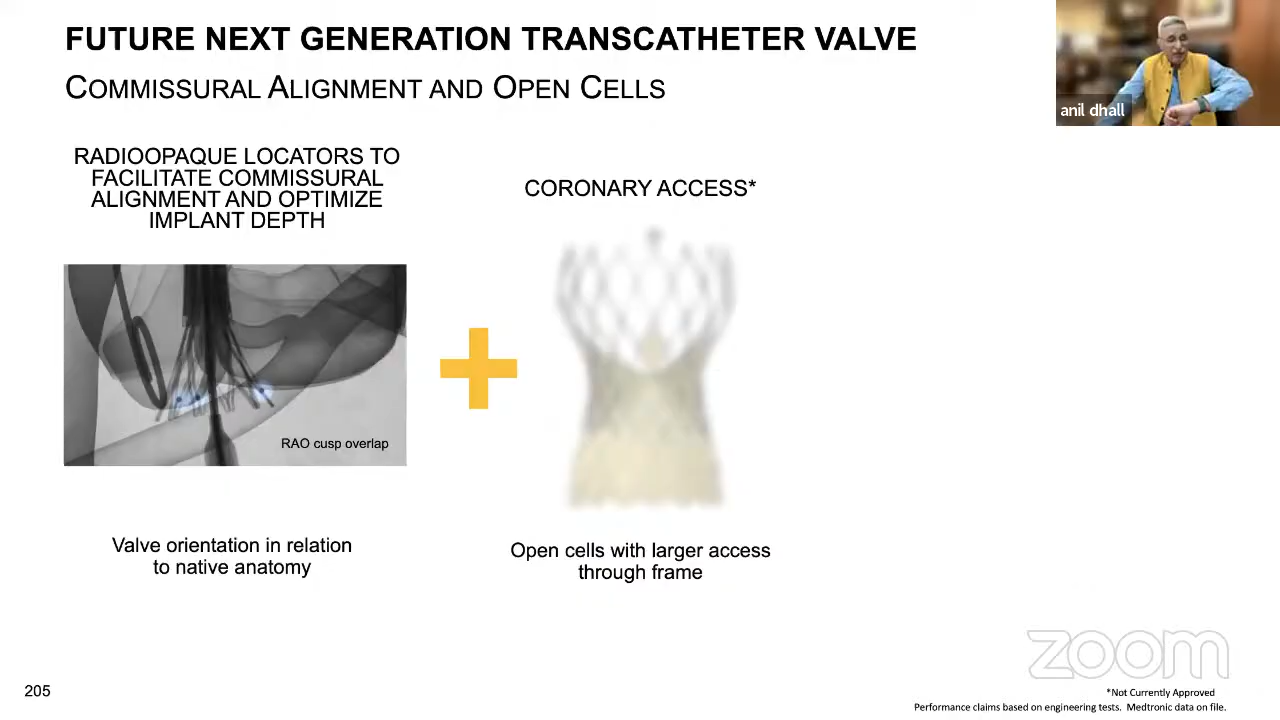 FUTURE NEXT GENERATION TRANSCATHETER VALVE
COMMISSURAL ALIGNMENT AND OPEN CELLS
anil dhall
RADIOOPAQUE LOCATORS TO
FACILITATE COMMISSURAL
ALIGNMENT AND OPTIMIZE
IMPLANT DEPTH
CORONARY ACCESS*
RAO cusp overlap
Valve orientation in relation
to native anatomy
Open cells with larger access
through frame
zoom
205
*Not Currently Approved
Performance claims based on engineering tests. Medtronic data on file.